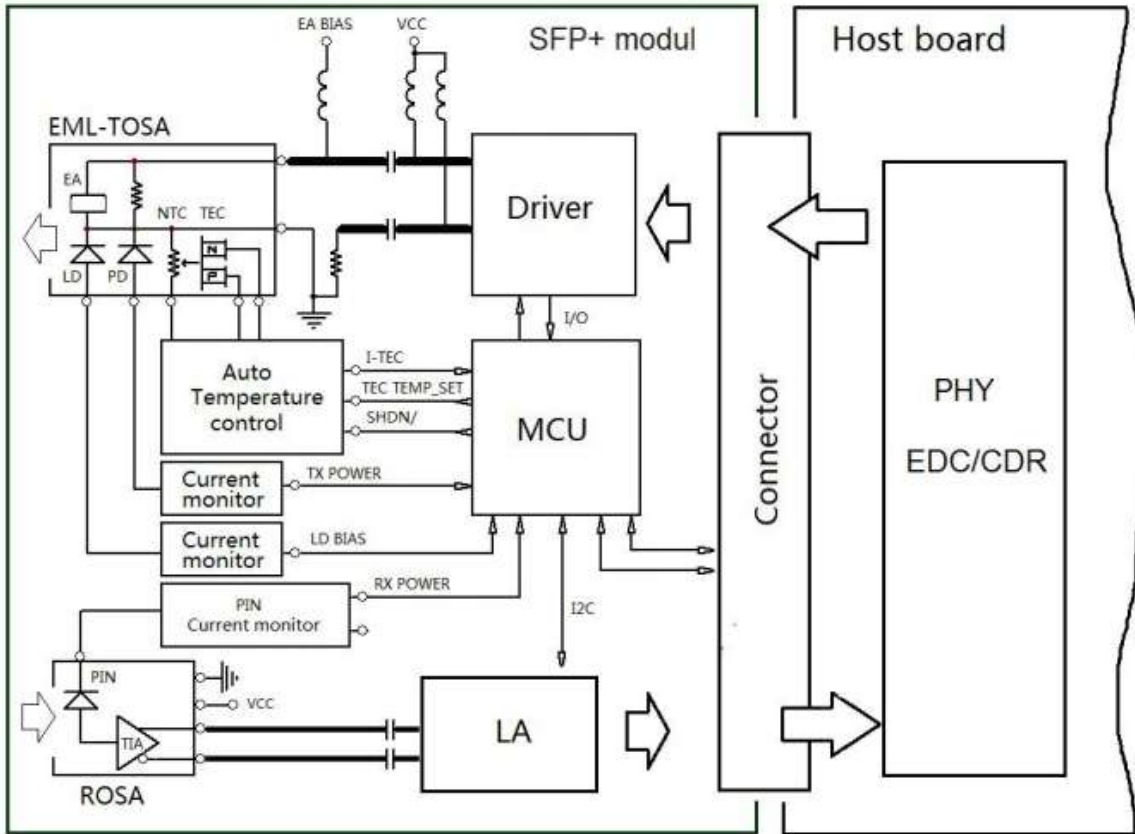 EA BIAS
VCC
SFP+ modul
Host board
EML-TOSA
EA
NTC TEC
N
P
LD
PD
Driver
I/O
Auto
Temperature
control
I-TEC
TEC TEMP_SET
SHDN/
MCU
Connector
PHY
EDC/CDR
Current
monitor
TX POWER
Current
monitor
LD BIAS
RX POWER
PIN
Current monitor
I2C
PIN
VCC
TIA
LA
ROSA